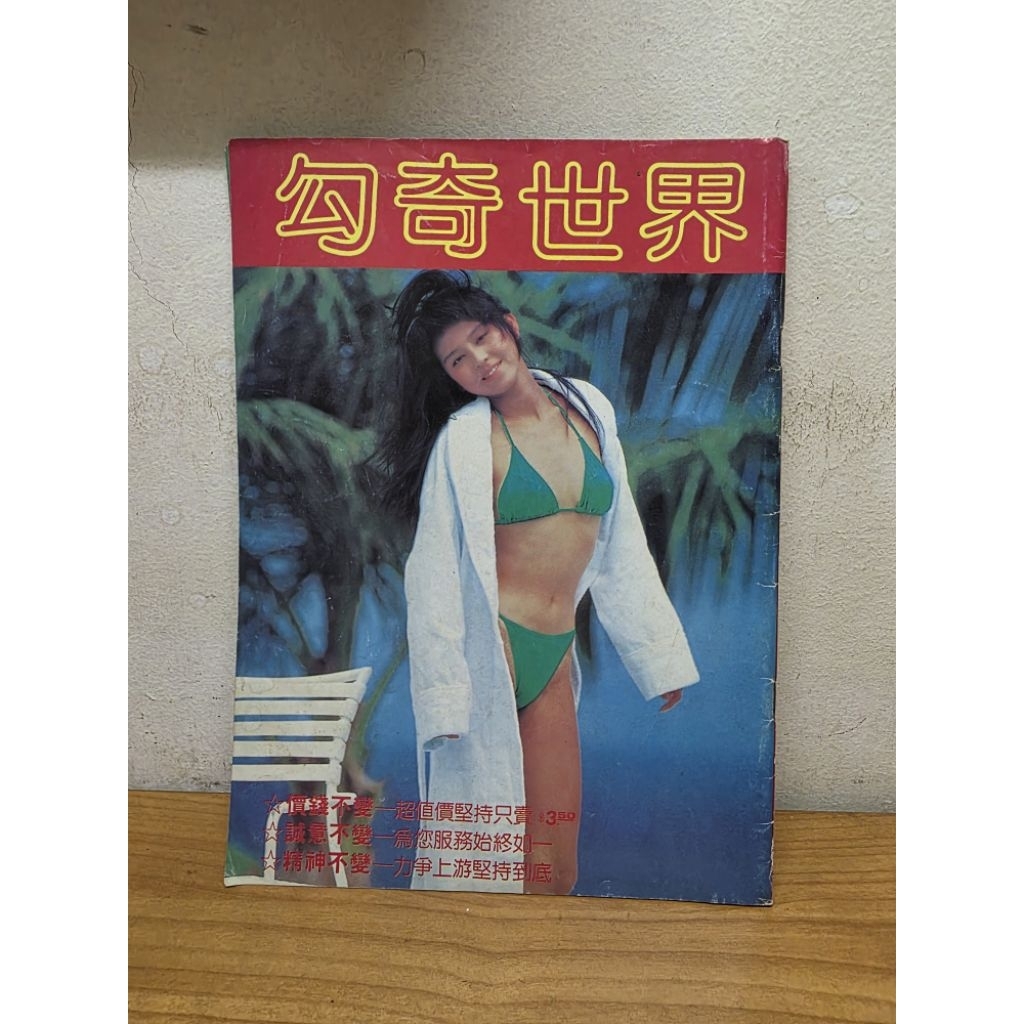 勾奇世界
☆價錢不變—超值價堅持只賣$350
☆誠意不變—為您服務始終如一
☆精神不變—力爭上游堅持到底